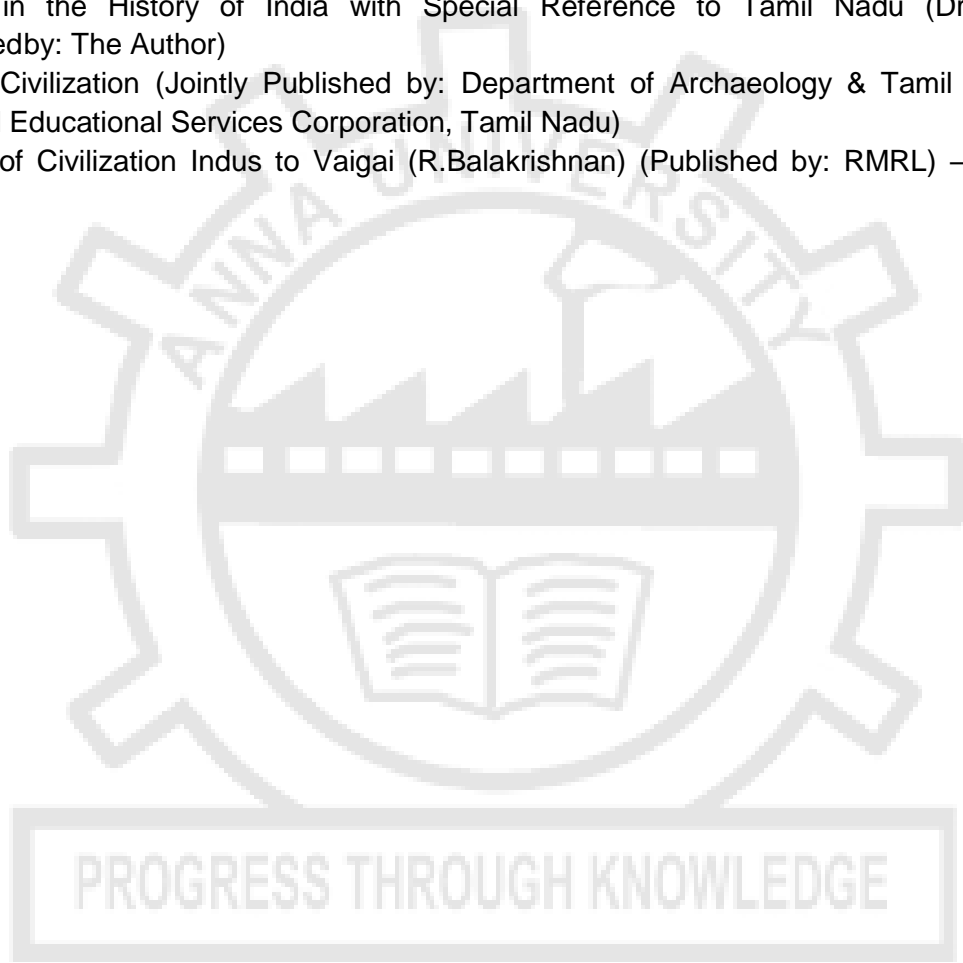 in the History of India with Special Reference to Tamil Nadu (Dr
edby: The Author)
Civilization (Jointly Published by: Department of Archaeology & Tamil
Educational Services Corporation, Tamil Nadu)
of Civilization Indus to Vaigai (R.Balakrishnan) (Published by: RMRL) –
ANNA UNIVERSITY
PROGRESS THROUGH KNOWLEDGE